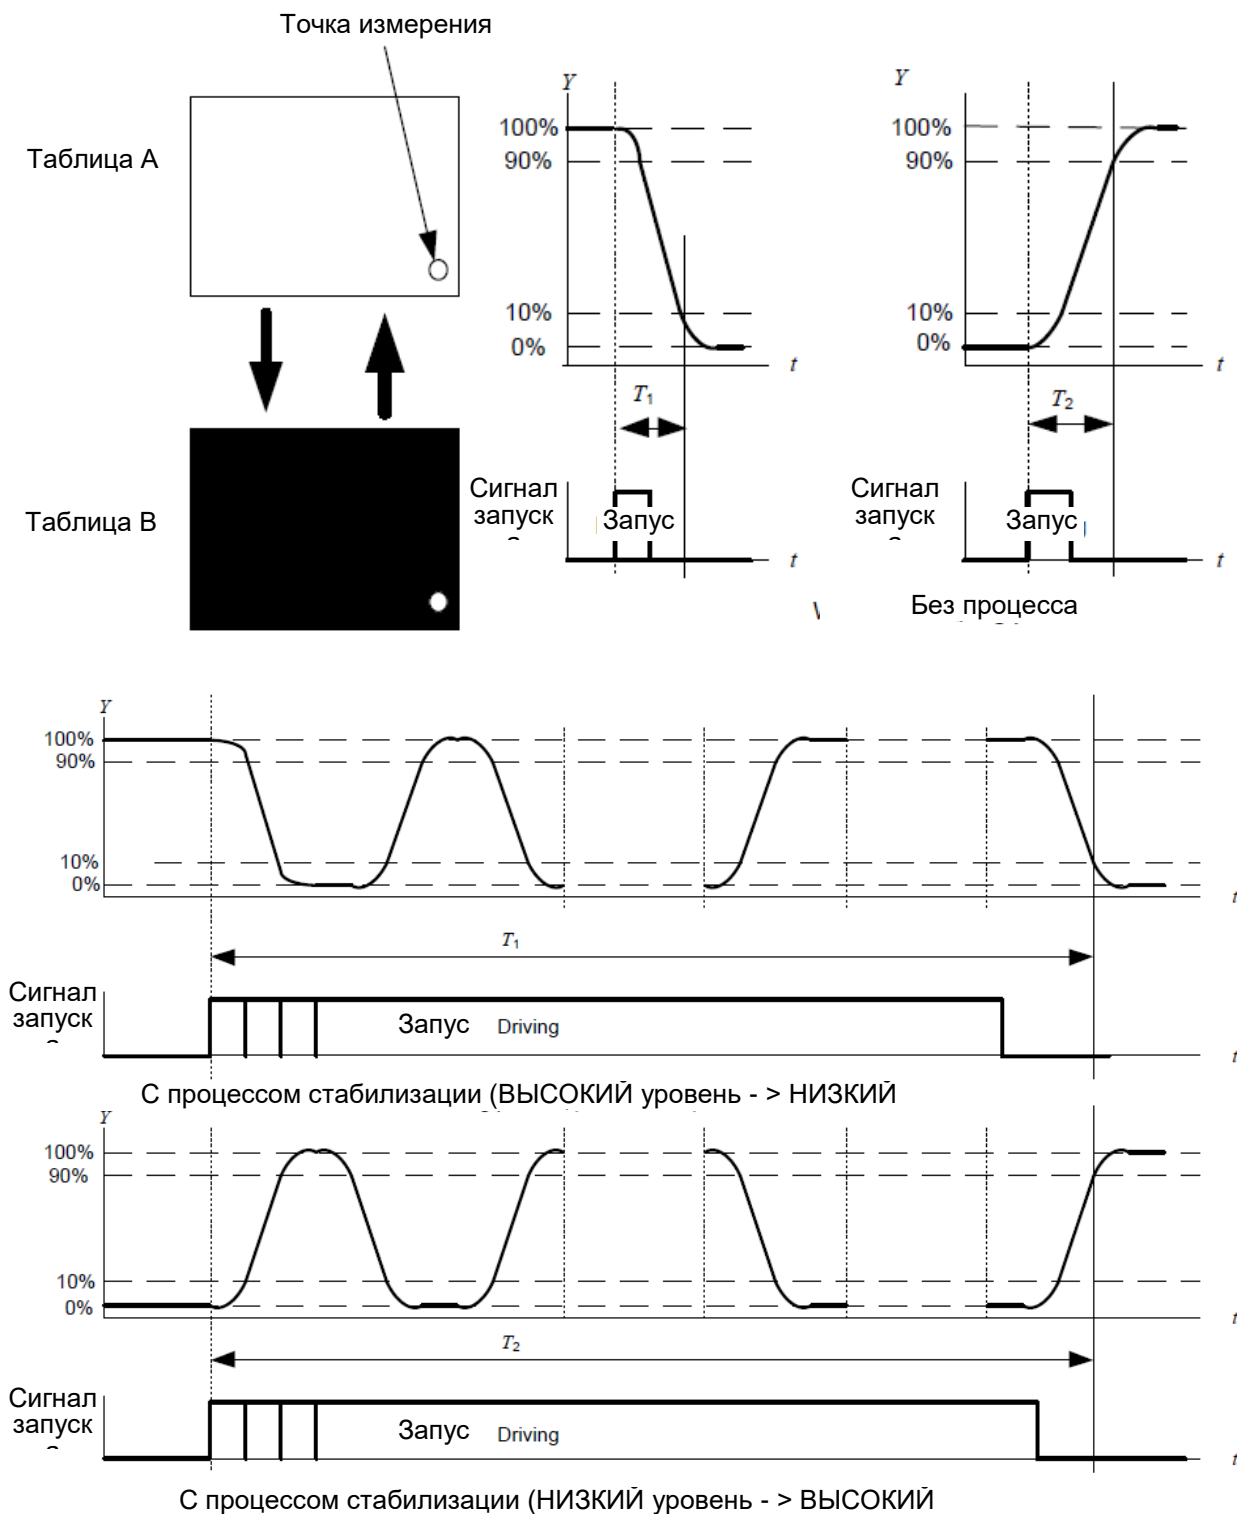 Точка измерения
Таблица A
Таблица B
Y
100%
90%
10%
0%
t
T1
Сигнал
запуск
Запус
t
Y
100%
90%
10%
0%
t
T2
Сигнал
запуск
Запус
t
Без процесса
Y
100%
90%
10%
0%
t
T1
Сигнал
запуск
Запус Driving
t
С процессом стабилизации (ВЫСОКИЙ уровень - > НИЗКИЙ
Y
100%
90%
10%
0%
t
T2
Сигнал
запуск
Запус Driving
t
С процессом стабилизации (НИЗКИЙ уровень - > ВЫСОКИЙ